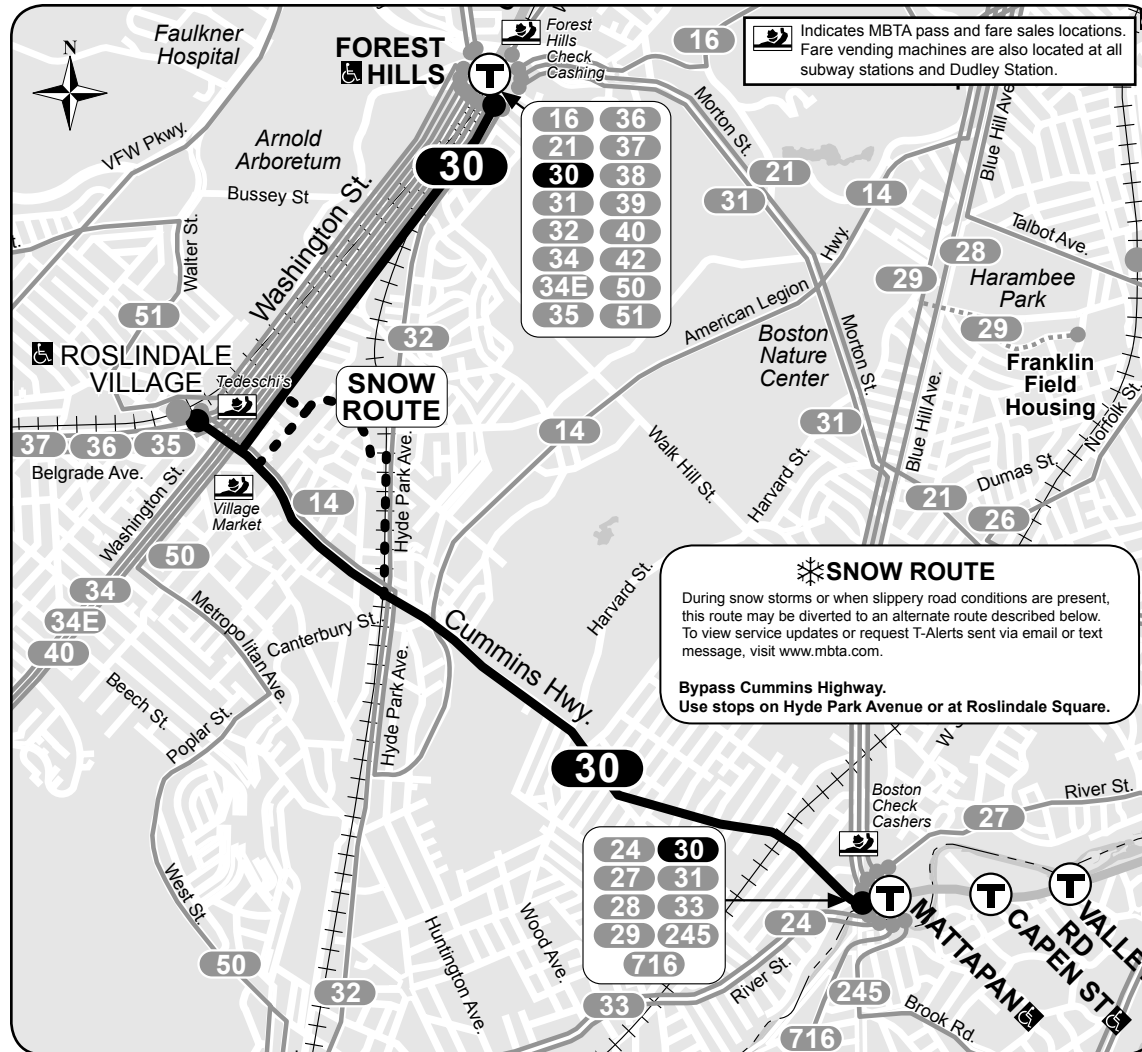 Faulkner
Hospital
N
FOREST
HILLS
T
Forest
Hills
Check
Cashing
16
Indicates MBTA pass and fare sales locations.
Fare vending machines are also located at all
subway stations and Dudley Station.
VFW Pkwy.
Arnold
Arboretum
Bussey St
Washington St.
30
16 36
21 37
30 38
31 39
32 40
34 42
34E 50
35 51
Morton St.
21
31
14
Hwy.
American Legion
Blue Hill Ave.
28
29
Talbot Ave.
Harambee
Park
29
Franklin
Field
Housing
Norfolk St.
t.
Walter St.
51
ROSLINDALE
VILLAGE
Tedeschi's
32
SNOW
ROUTE
Boston
Nature
Center
Morton St.
31
Blue Hill Ave.
37 36 35
Belgrade Ave.
Village
Market
Washington St.
14
Hyde Park Ave.
14
Walk Hill St.
Harvard St.
21
Dumas St.
26
50
34
34E
40
Metropolitan Ave.
Canterbury St.
Beech St.
Poplar St.
Hyde Park Ave.
Cummins Hwy.
Harvard St.
SNOW ROUTE
During snow storms or when slippery road conditions are present,
this route may be diverted to an alternate route described below.
To view service updates or request T-Alerts sent via email or text
message, visit www.mbta.com.
Bypass Cummins Highway.
Use stops on Hyde Park Avenue or at Roslindale Square.
30
Boston
Check
Cashers
27
River St.
24 30
27 31
28 33
29 245
716
T
MATTAPAN
T
CAPEN ST
T
VALLE
RD
24
West St.
50
32
Huntington Ave.
Wood Ave.
33
River St.
245
716
Brook Rd.